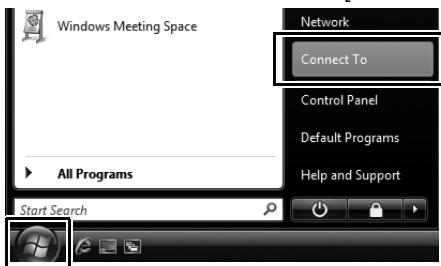 Windows Meeting Space
All Programs
Start Search
Network
Connect To
Control Panel
Default Programs
Help and Support